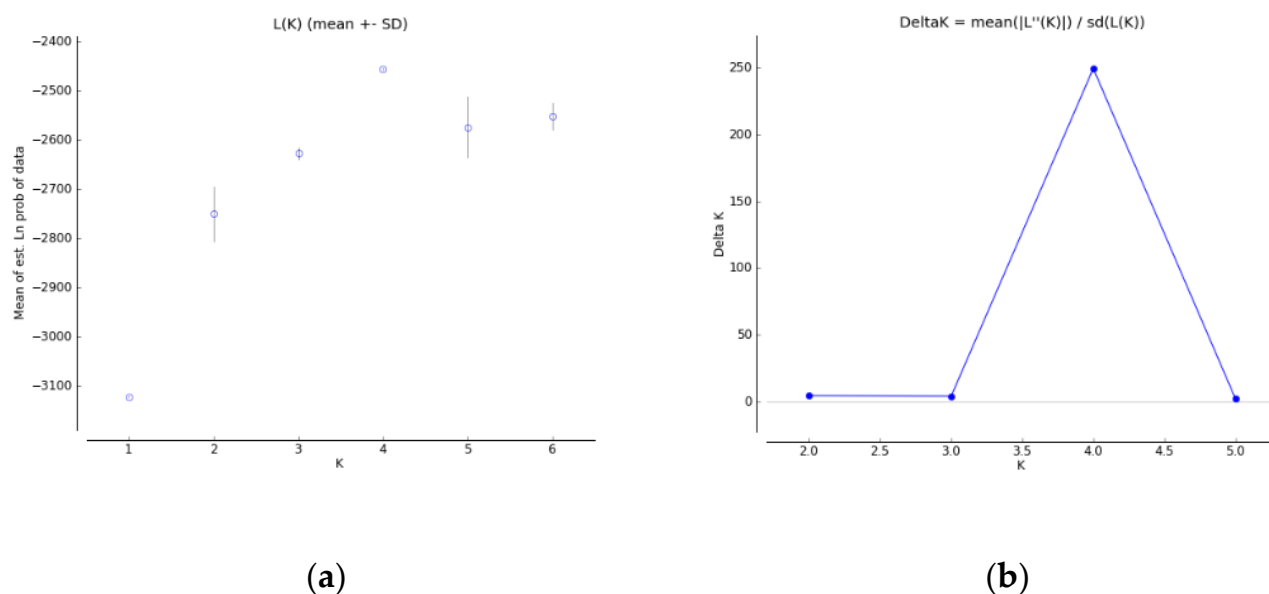 L(K) (mean +- SD)
Mean of est. Ln prob of data
−2400
−2500
−2600
−2700
−2800
−2900
−3000
−3100
1 2 3 4 5 6
K
(a)
DeltaK = mean(|L''(K)|) / sd(L(K))
Delta K
250
200
150
100
50
0
2.0 2.5 3.0 3.5 4.0 4.5 5.0
K
(b)